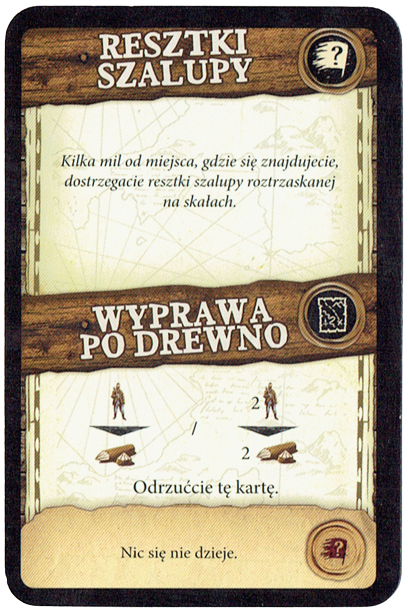 RESZTKI
SZALUPY
?
Kilka mil od miejsca, gdzie się znajdujecie,
dostrzegacie resztki szalupy roztrzaskanej
na skałach.
WYPRAWA
PO DREWNO
/ 2
2
Odrzućcie tę kartę.
Nic się nie dzieje.
?